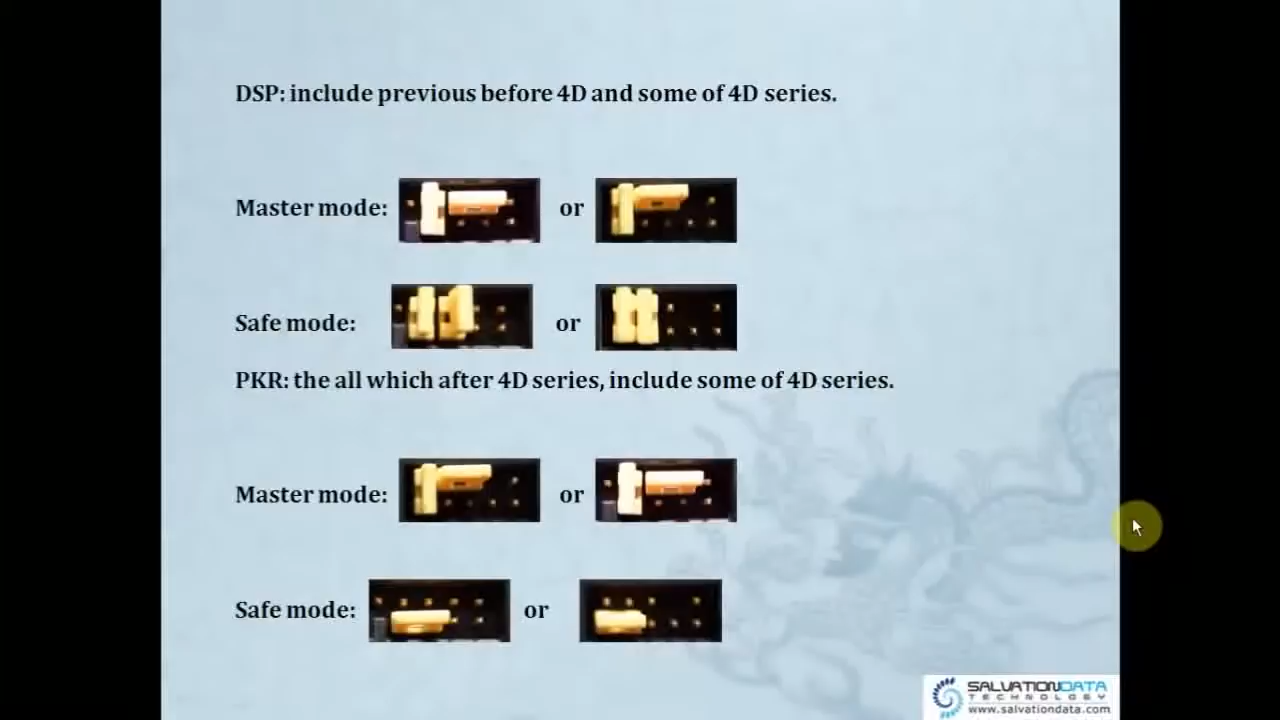 DSP: include previous before 4D and some of 4D series.
Master mode: or
Safe mode: or
PKR: the all which after 4D series, include some of 4D series.
Master mode: or
Safe mode: or
SALVATIONDATA
TECHNOLOGY
www.salvationdata.com